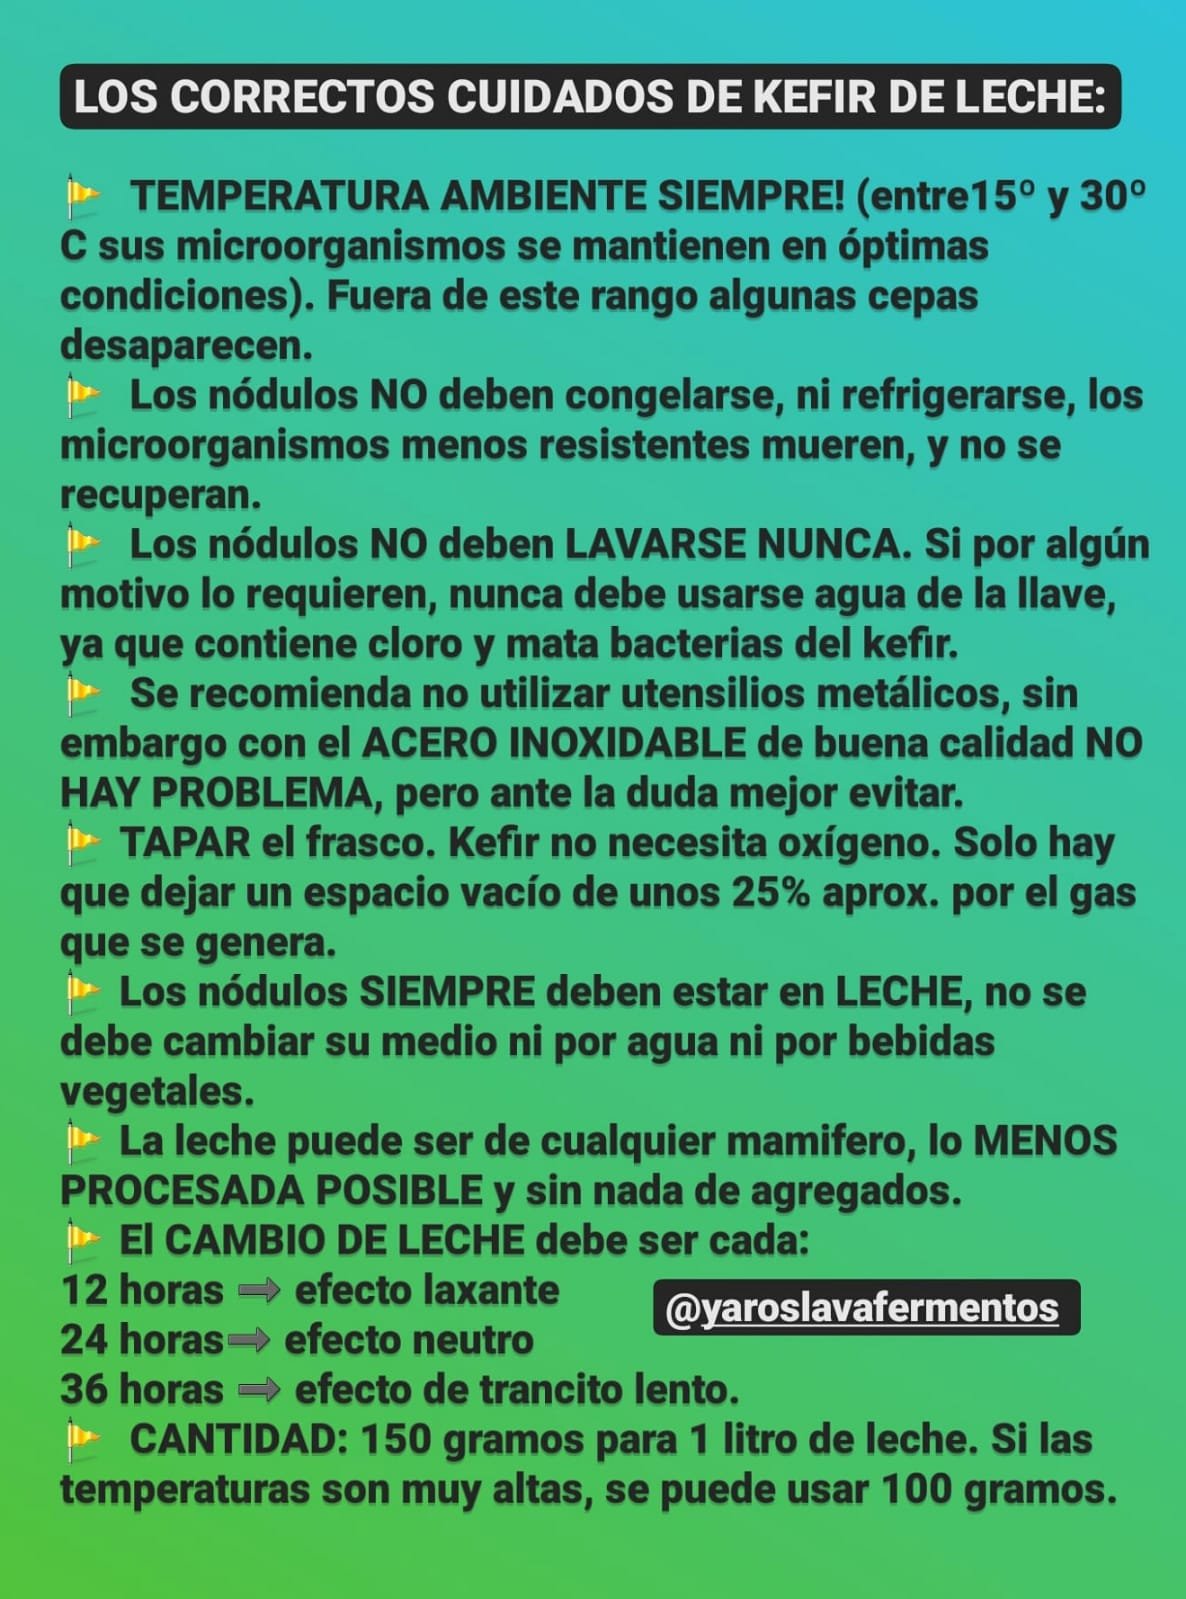 LOS CORRECTOS CUIDADOS DE KEFIR DE LECHE:
TEMPERATURA AMBIENTE SIEMPRE! (entre15º y 30º
C sus microorganismos se mantienen en óptimas
condiciones). Fuera de este rango algunas cepas
desaparecen.
Los nódulos NO deben congelarse, ni refrigerarse, los
microorganismos menos resistentes mueren, y no se
recuperan.
Los nódulos NO deben LAVARSE NUNCA. Si por algún
motivo lo requieren, nunca debe usarse agua de la llave,
ya que contiene cloro y mata bacterias del kefir.
Se recomienda no utilizar utensilios metálicos, sin
embargo con el ACERO INOXIDABLE de buena calidad NO
HAY PROBLEMA, pero ante la duda mejor evitar.
TAPAR el frasco. Kefir no necesita oxígeno. Solo hay
que dejar un espacio vacío de unos 25% aprox. por el gas
que se genera.
Los nódulos SIEMPRE deben estar en LECHE, no se
debe cambiar su medio ni por agua ni por bebidas
vegetales.
La leche puede ser de cualquier mamifero, lo MENOS
PROCESADA POSIBLE y sin nada de agregados.
El CAMBIO DE LECHE debe ser cada:
12 horas ➡ efecto laxante
@yaroslavafermentos
24 horas➡ efecto neutro
36 horas ➡ efecto de trancito lento.
CANTIDAD: 150 gramos para 1 litro de leche. Si las
temperaturas son muy altas, se puede usar 100 gramos.